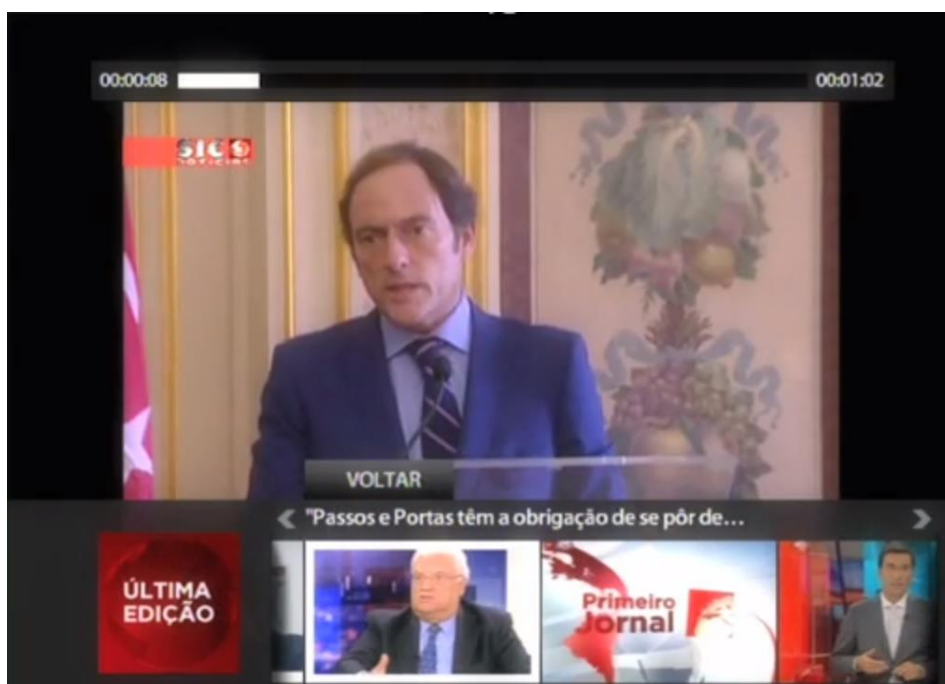 00:00:08
00:01:02
SIC
NOTÍCIAS
VOLTAR
"Passos e Portas têm a obrigação de se pôr de...
ÚLTIMA
EDIÇÃO
Primeiro
Jornal